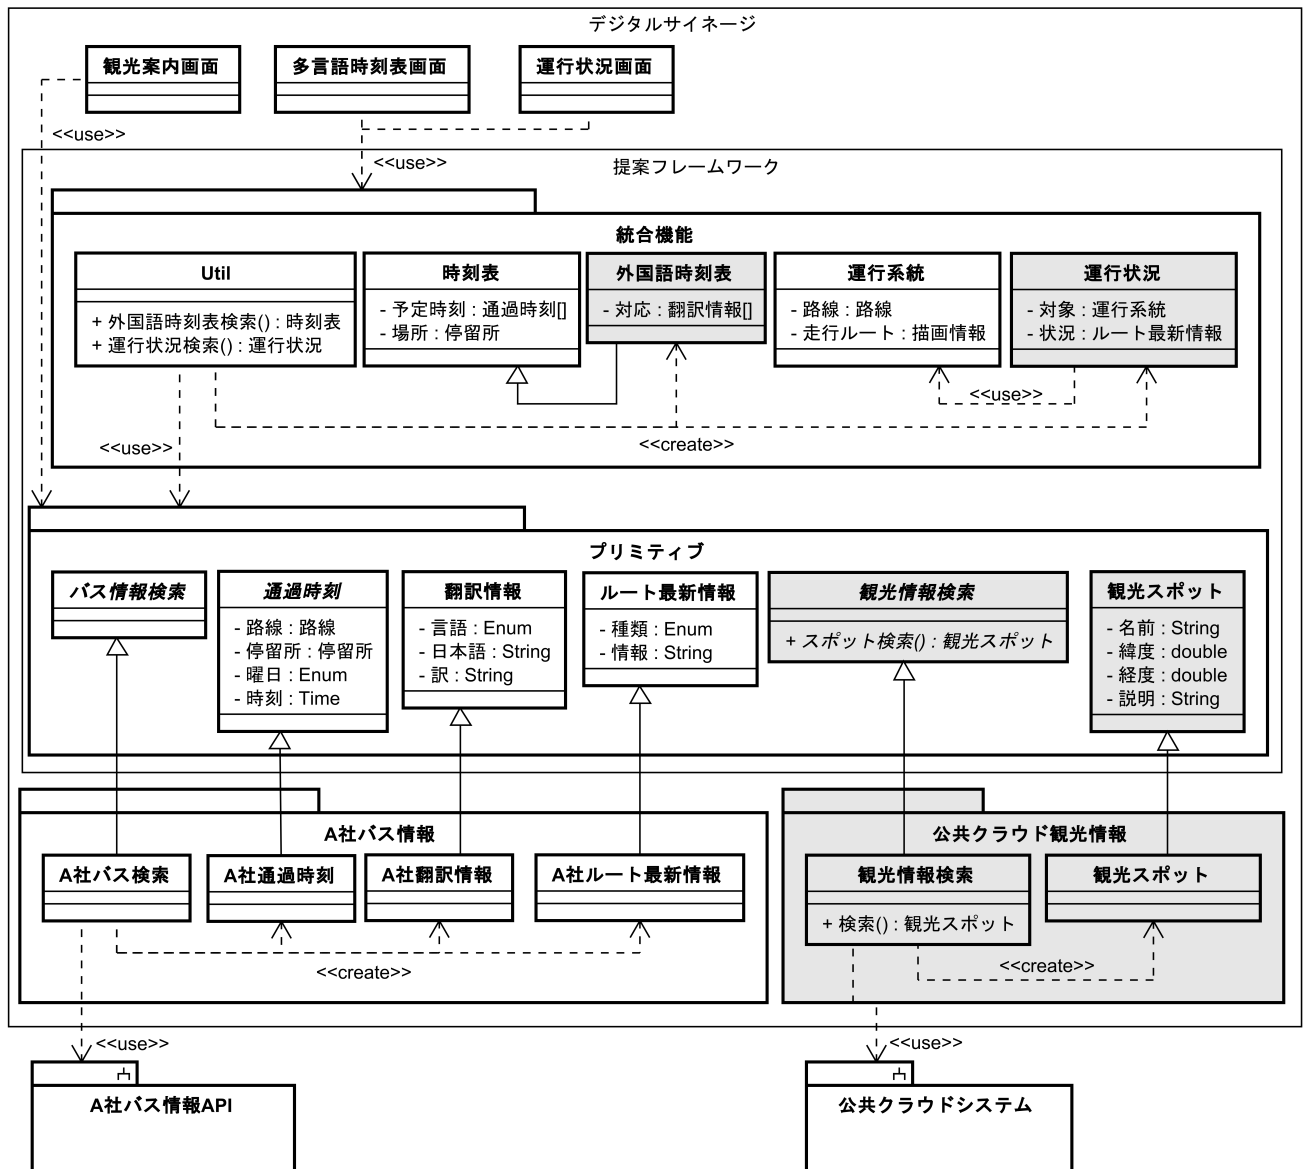 デジタルサイネージ
観光案内画面
多言語時刻表画面
運行状況画面
<<use>>
<<use>>
提案フレームワーク
統合機能
Util
+ 外国語時刻表検索() : 時刻表
+ 運行状況検索() : 運行状況
時刻表
- 予定時刻 : 通過時刻[]
- 場所 : 停留所
外国語時刻表
- 対応 : 翻訳情報[]
運行系統
- 路線 : 路線
- 走行ルート : 描画情報
運行状況
- 対象 : 運行系統
- 状況 : ルート最新情報
<<use>>
<<create>>
<<use>>
プリミティブ
バス情報検索
通過時刻
- 路線 : 路線
- 停留所 : 停留所
- 曜日 : Enum
- 時刻 : Time
翻訳情報
- 言語 : Enum
- 日本語 : String
- 訳 : String
ルート最新情報
- 種類 : Enum
- 情報 : String
観光情報検索
+ スポット検索() : 観光スポット
観光スポット
- 名前 : String
- 緯度 : double
- 経度 : double
- 説明 : String
A社バス情報
A社バス検索
A社通過時刻
A社翻訳情報
A社ルート最新情報
<<create>>
公共クラウド観光情報
観光情報検索
+ 検索() : 観光スポット
観光スポット
<<create>>
<<use>>
<<use>>
A社バス情報API
公共クラウドシステム